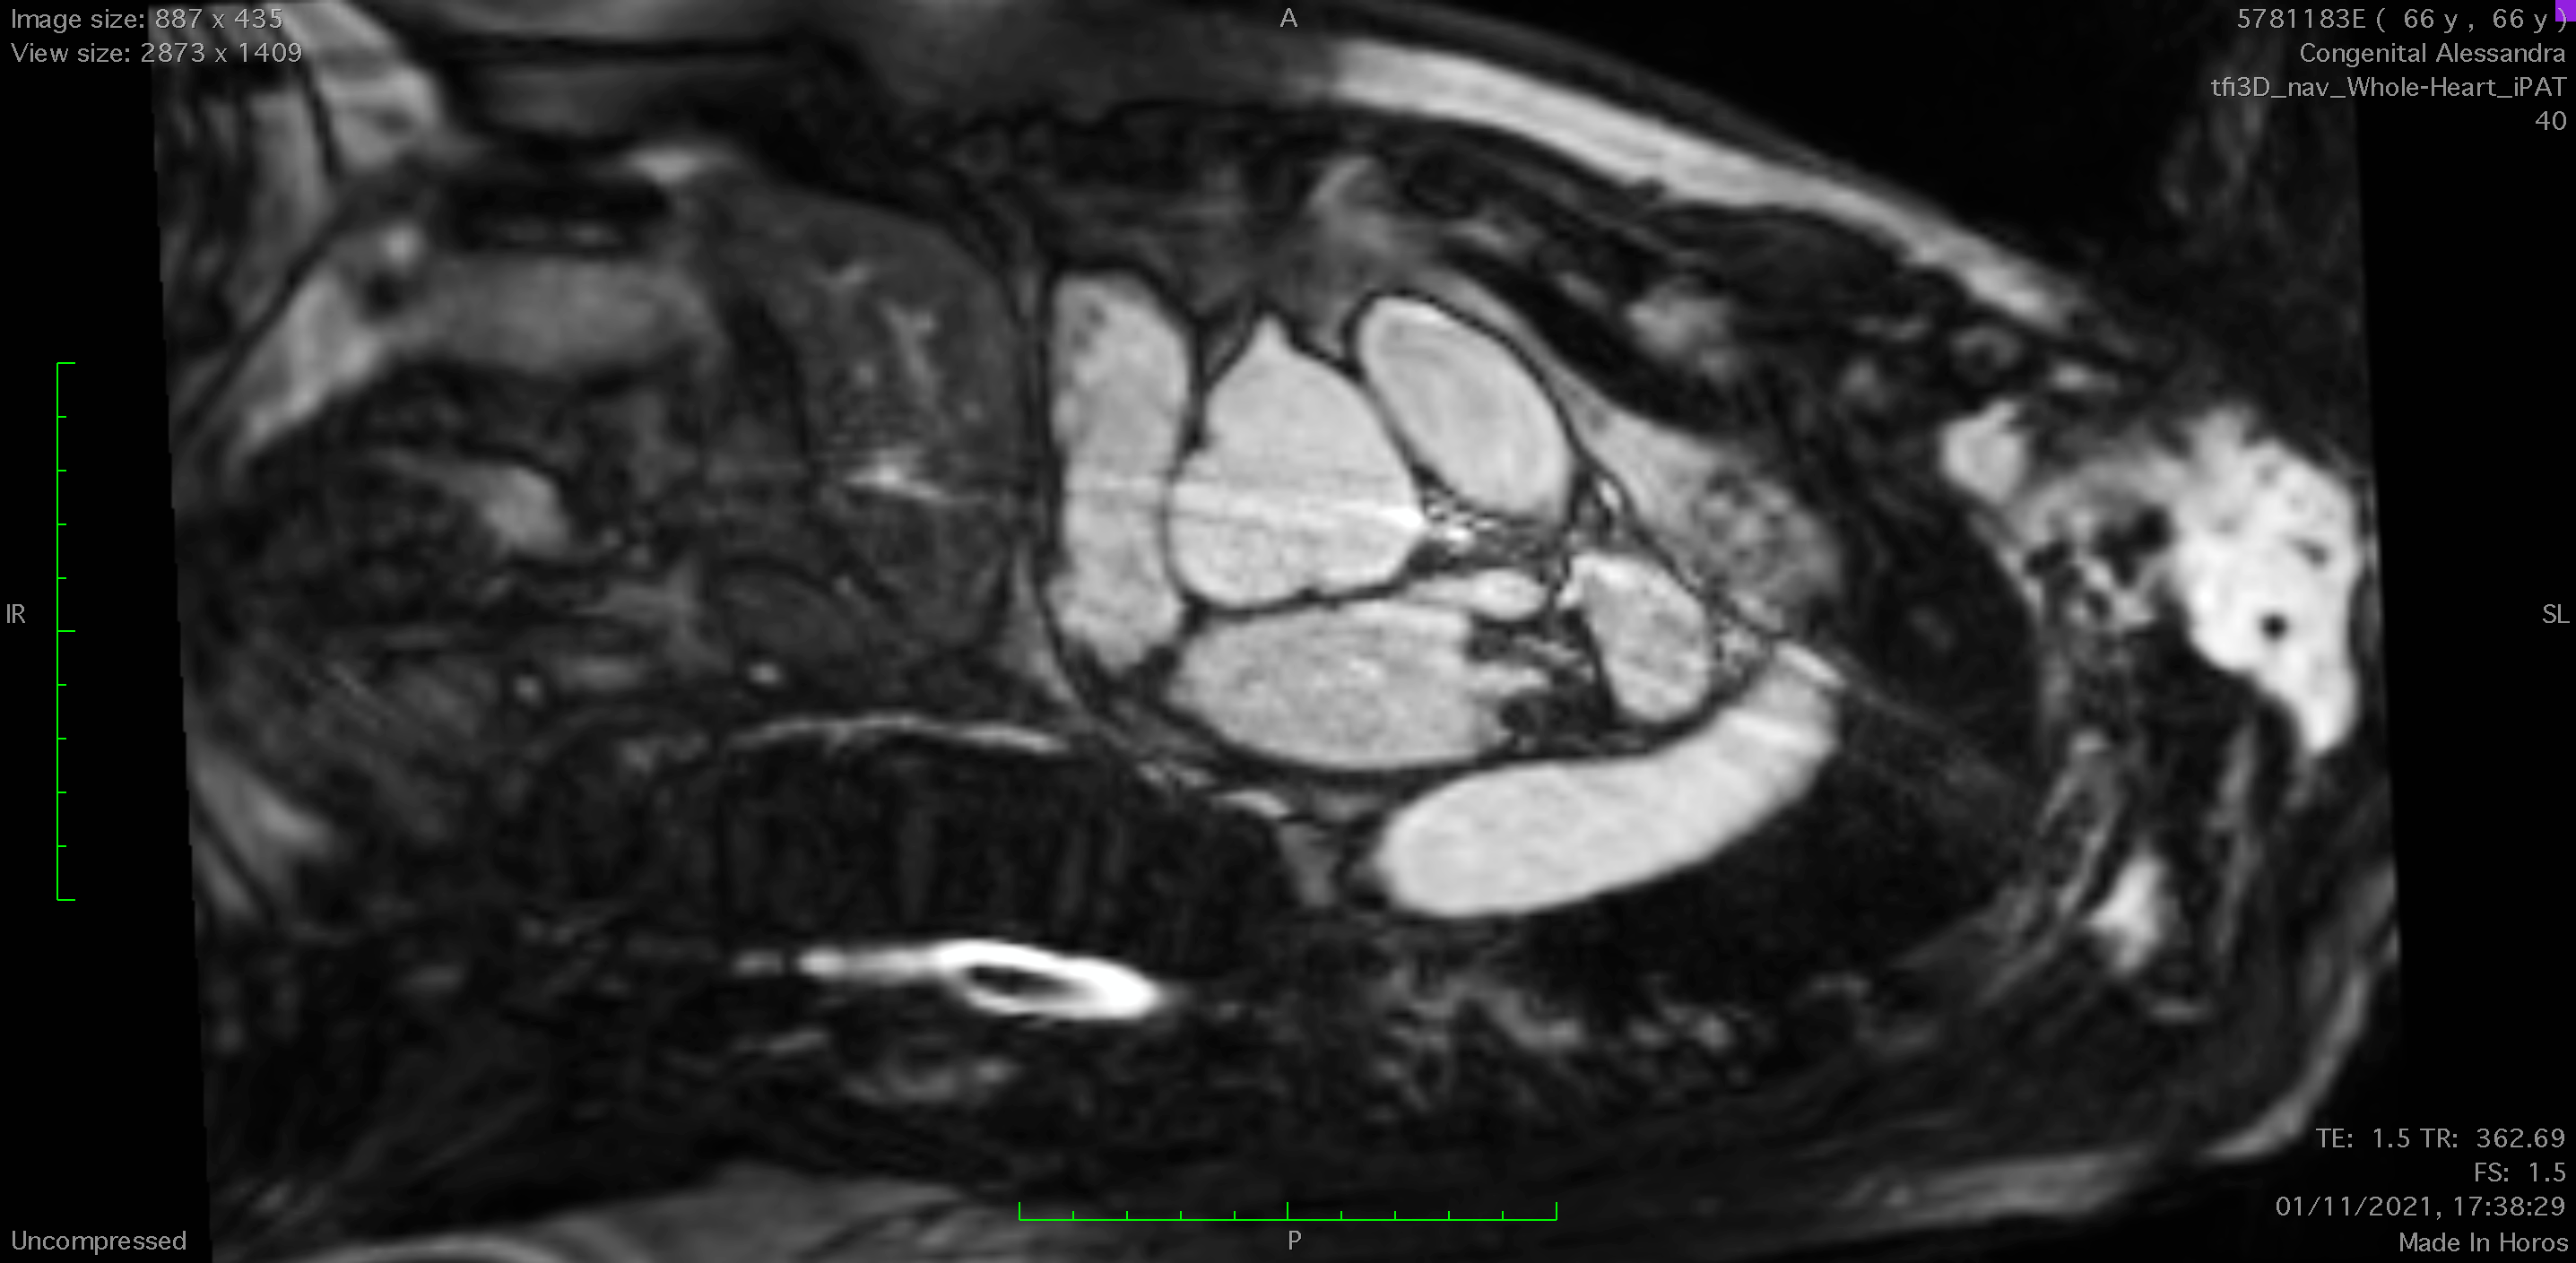 Image size: 887 x 435
View size: 2873 x 1409
A
5781183E ( 66 y , 66 y )
Congenital Alessandra
tfi3D_nav_Whole-Heart_iPAT
40
IR
SL
TE: 1.5 TR: 362.69
FS: 1.5
01/11/2021, 17:38:29
Made In Horos
Uncompressed
P